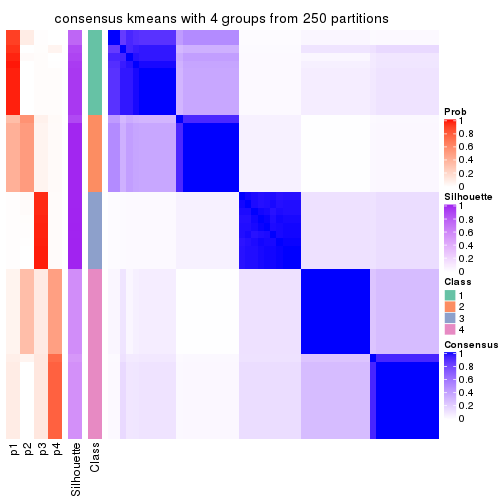 consensus kmeans with 4 groups from 250 partitions
Prob
1
0.8
0.6
0.4
0.2
0
Silhouette
1
0.8
0.6
0.4
0.2
0
Class
1
2
3
4
Consensus
1
0.8
0.6
0.4
0.2
0
p1
p2
p3
p4
Silhouette
Class